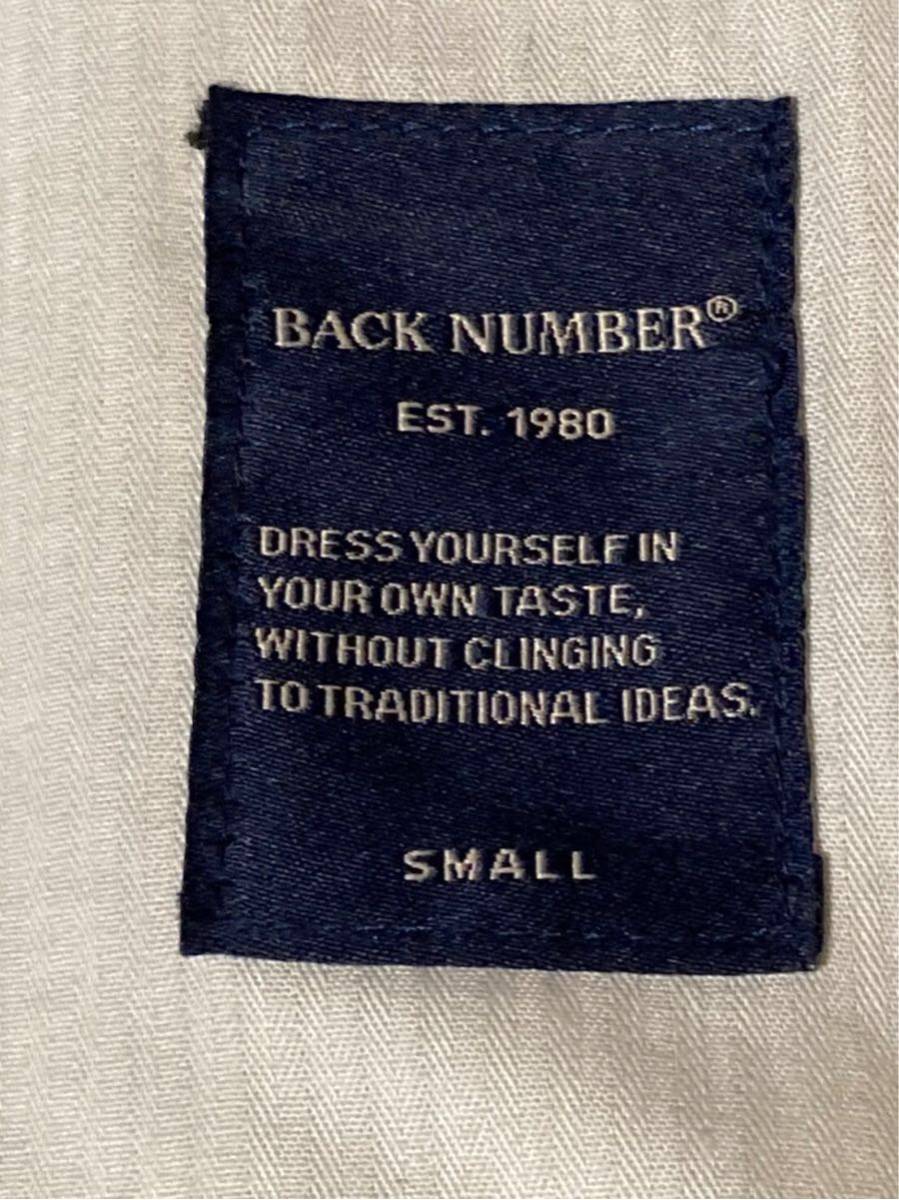 BACK NUMBER®
EST. 1980
DRESS YOURSELF IN
YOUR OWN TASTE,
WITHOUT CLINGING
TO TRADITIONAL IDEAS.
SMALL